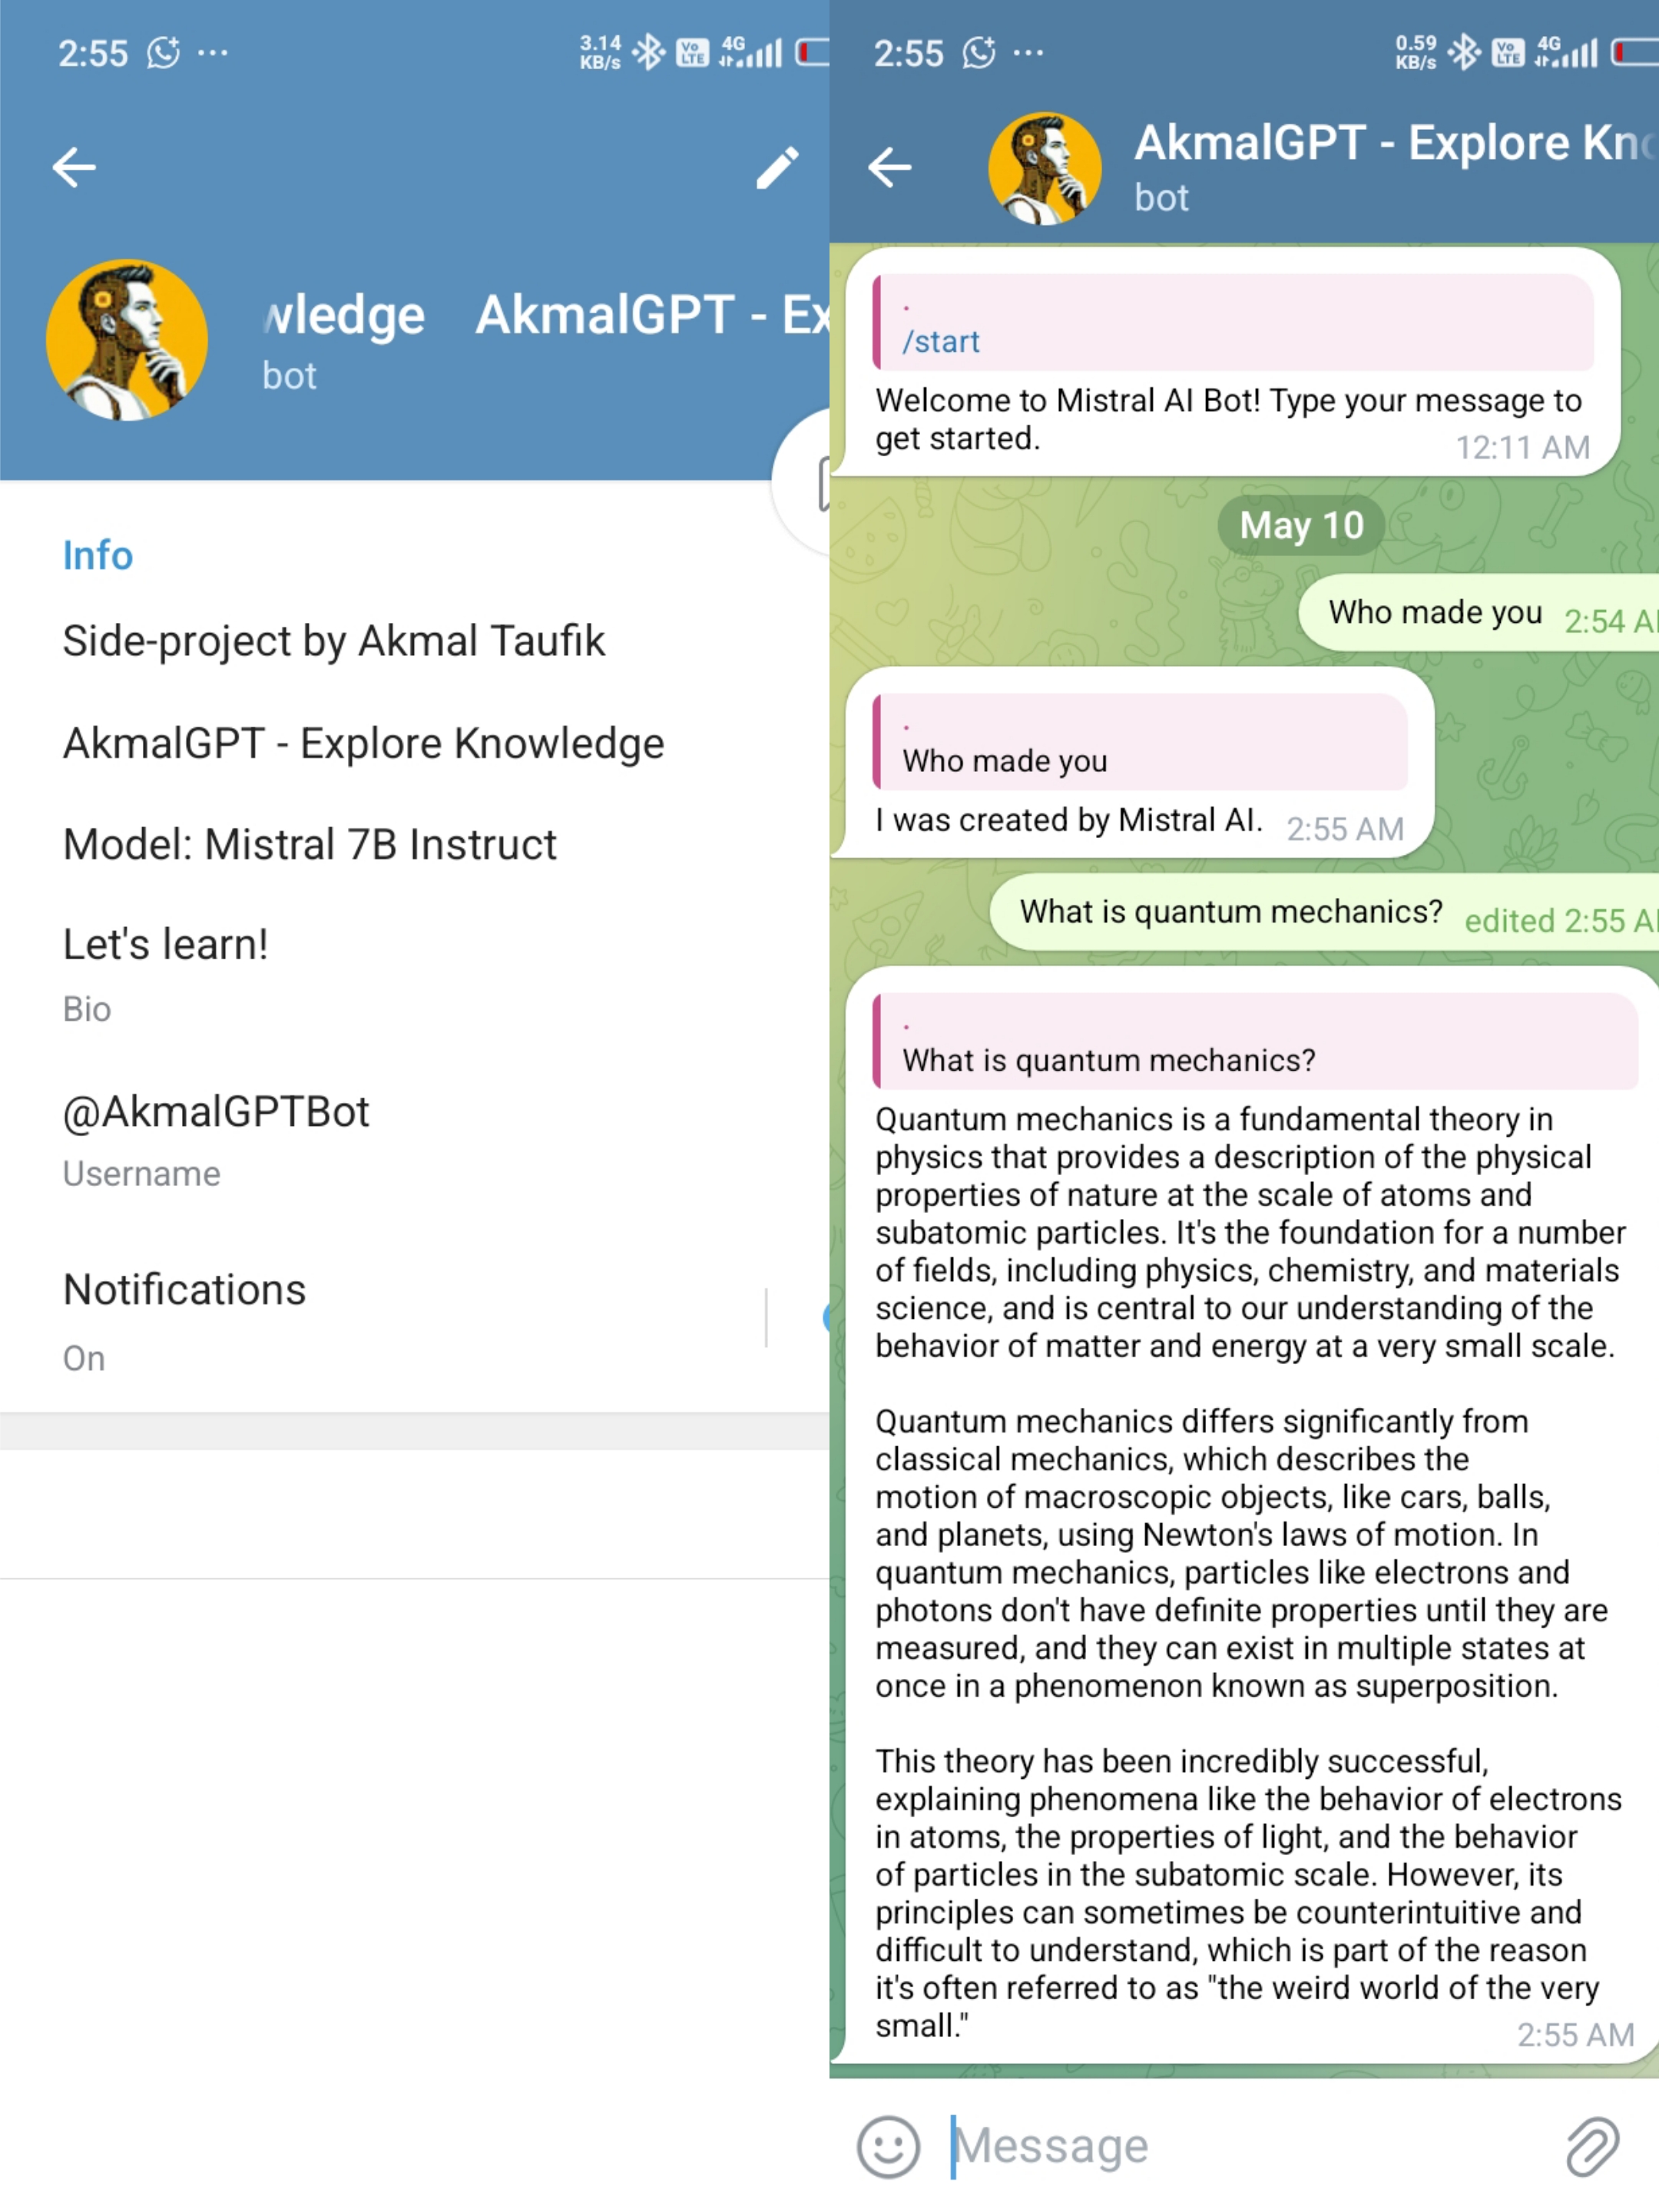 2:55
3.14
KB/s
Vo
LTE
4G
wledge AkmalGPT - Ex
bot
Info
Side-project by Akmal Taufik
AkmalGPT - Explore Knowledge
Model: Mistral 7B Instruct
Let's learn!
Bio
@AkmalGPTBot
Username
Notifications
On
2:55
0.59
KB/s
Vo
LTE
4G
AkmalGPT - Explore Kno
bot
.
/start
Welcome to Mistral AI Bot! Type your message to
get started.
12:11 AM
May 10
Who made you 2:54 A
.
Who made you
I was created by Mistral AI. 2:55 AM
What is quantum mechanics? edited 2:55 A
.
What is quantum mechanics?
Quantum mechanics is a fundamental theory in
physics that provides a description of the physical
properties of nature at the scale of atoms and
subatomic particles. It's the foundation for a number
of fields, including physics, chemistry, and materials
science, and is central to our understanding of the
behavior of matter and energy at a very small scale.
Quantum mechanics differs significantly from
classical mechanics, which describes the
motion of macroscopic objects, like cars, balls,
and planets, using Newton's laws of motion. In
quantum mechanics, particles like electrons and
photons don't have definite properties until they are
measured, and they can exist in multiple states at
once in a phenomenon known as superposition.
This theory has been incredibly successful,
explaining phenomena like the behavior of electrons
in atoms, the properties of light, and the behavior
of particles in the subatomic scale. However, its
principles can sometimes be counterintuitive and
difficult to understand, which is part of the reason
it's often referred to as "the weird world of the very
small."
2:55 AM
Message